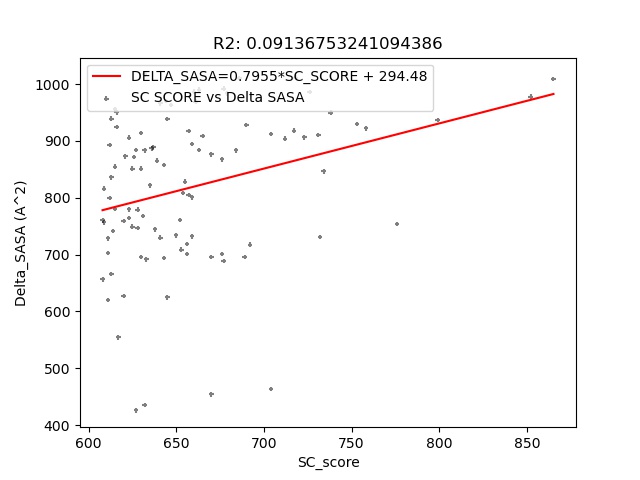 R2: 0.09136753241094386
DELTA_SASA=0.7955*SC_SCORE + 294.48
SC SCORE vs Delta SASA
Delta_SASA (A^2)
1000
900
800
700
600
500
400
600 650 700 750 800 850
SC_score